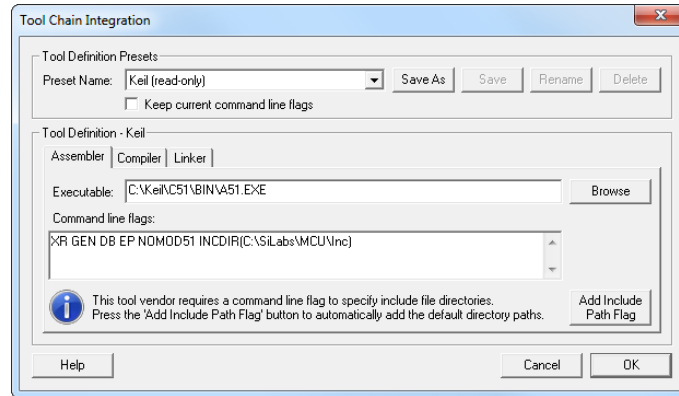 Tool Chain Integration
Tool Definition Presets
Preset Name: Keil (read-only) Save As Save Rename Delete
Keep current command line flags
Tool Definition - Keil
Assembler Compiler Linker
Executable: C:\Keil\C51\BIN\A51.EXE Browse
Command line flags:
XR GEN DB EP NOMOD51 INCDIR(C:\SiLabs\MCU\Inc)
This tool vendor requires a command line flag to specify include file directories.
Press the 'Add Include Path Flag' button to automatically add the default directory paths.
Add Include
Path Flag
Help Cancel OK